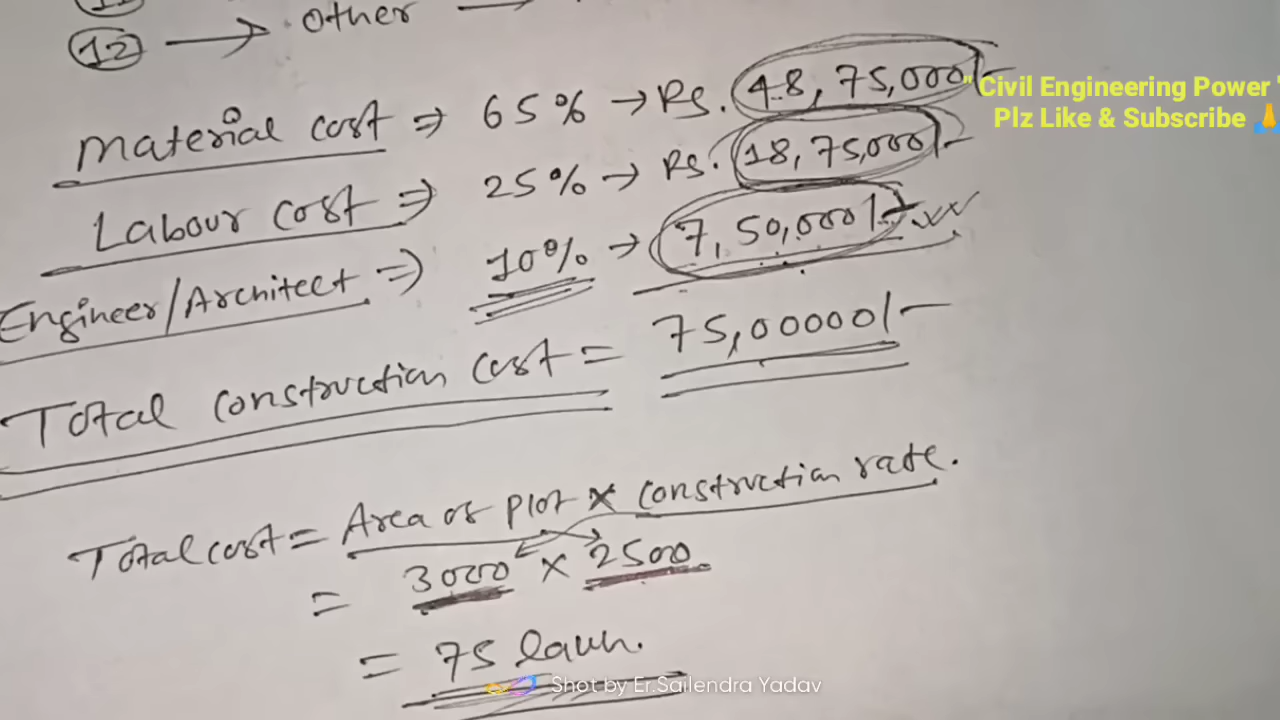 12 → Other →
Material cost ⇒ 65% → Rs. 48,75,000/-
Labour cost ⇒ 25% → Rs. 18,75,000/-
Engineer/Architect ⇒ 10% → 7,50,000/-
Total construction cost = 75,00000/-
Total cost = Area of plot × construction rate.
= 3000 × 2500.
= 75 lakh.
" Civil Engineering Power "
Plz Like & Subscribe 🙏
Shot by Er.Sailendra Yadav